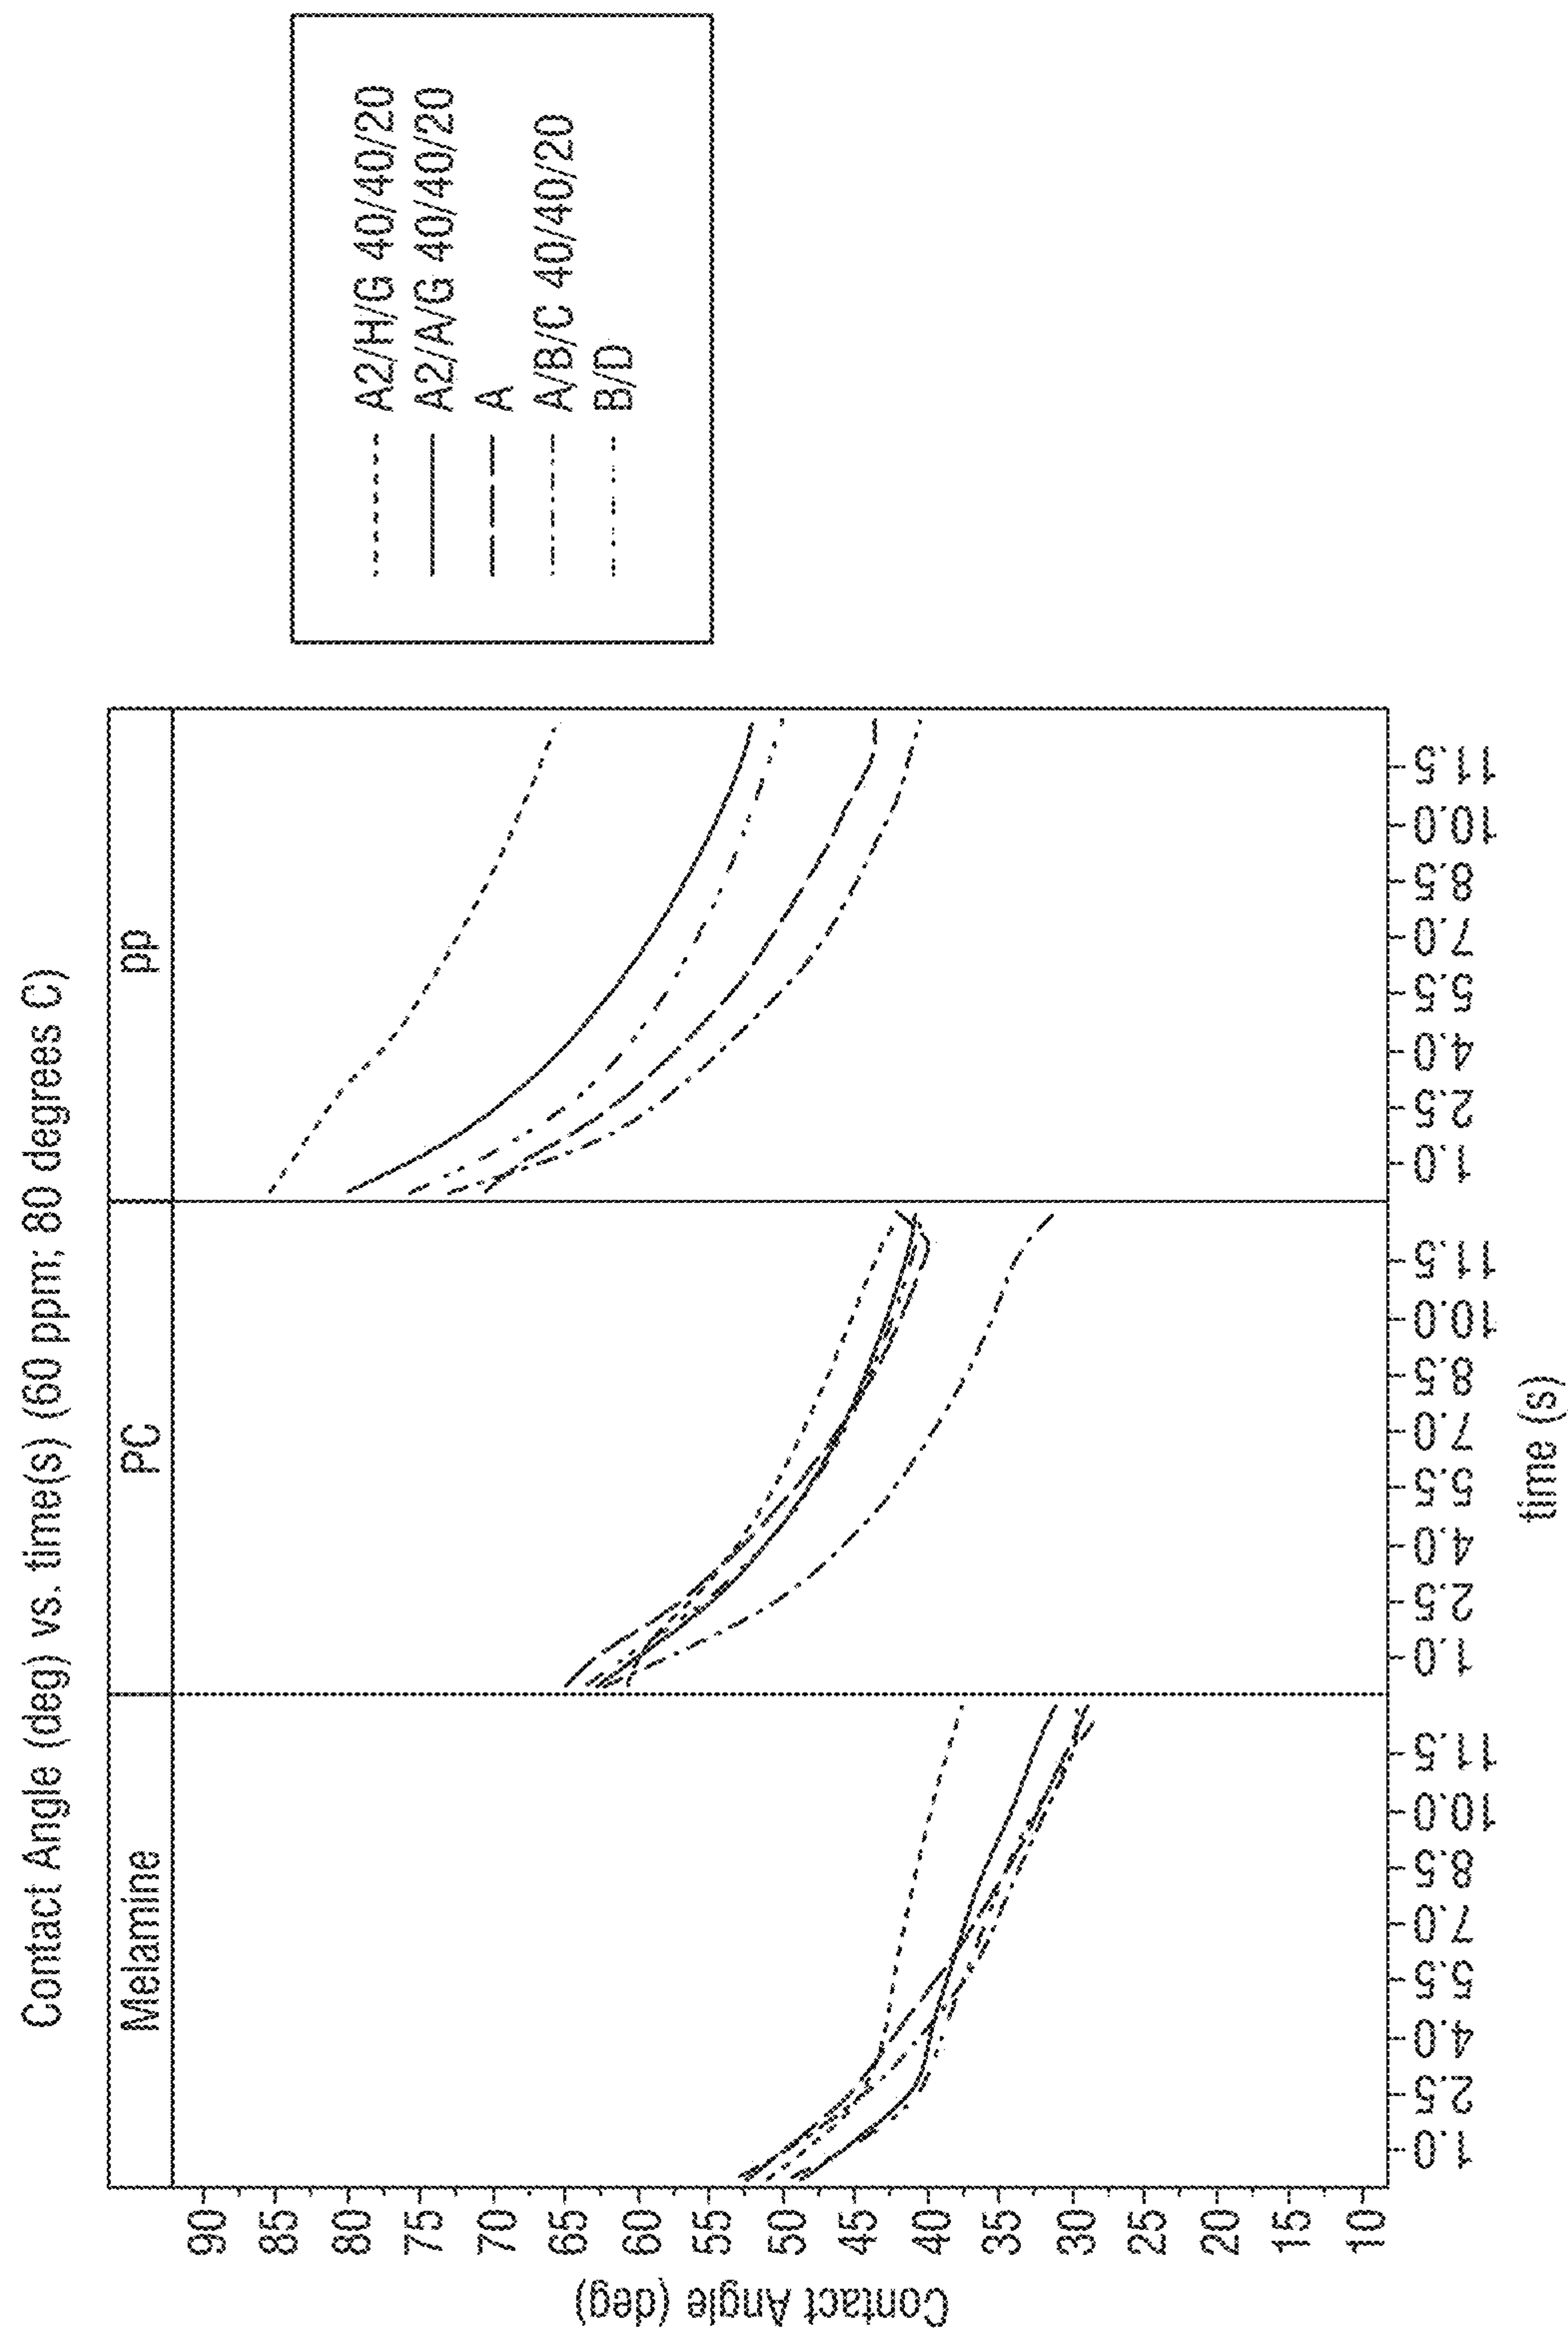 Contact Angle (deg) vs. time(s) (60 ppm; 80 degrees C)
Melamine
PC
pp
90
85
80
75
70
65
60
55
50
45
40
35
30
25
20
15
10
Contact Angle (deg)
1.0 2.5 4.0 5.5 7.0 8.5 10.0 11.5
1.0 2.5 4.0 5.5 7.0 8.5 10.0 11.5
1.0 2.5 4.0 5.5 7.0 8.5 10.0 11.5
time (s)
A2/H/G 40/40/20
A2/A/G 40/40/20
A
A/B/C 40/40/20
B/D